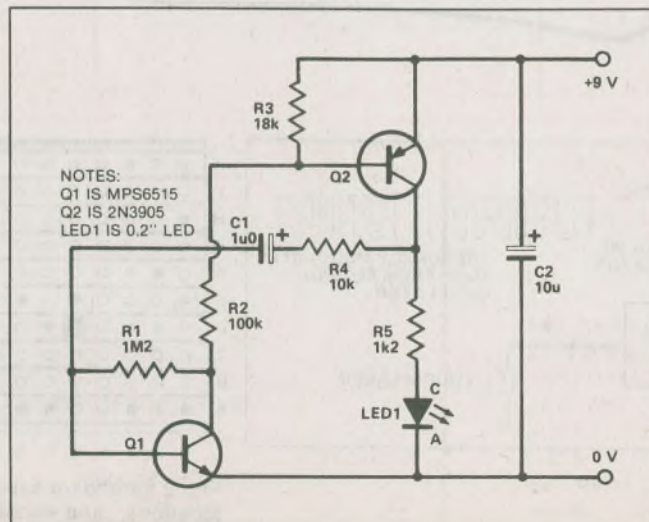 +9 V
R3
18k
NOTES:
Q1 IS MPS6515
Q2 IS 2N3905
LED1 IS 0.2" LED
Q2
C1
1u0
+
R4
10k
+
C2
10u
R2
100k
R1
1M2
R5
1k2
C
LED1
A
Q1
0 V